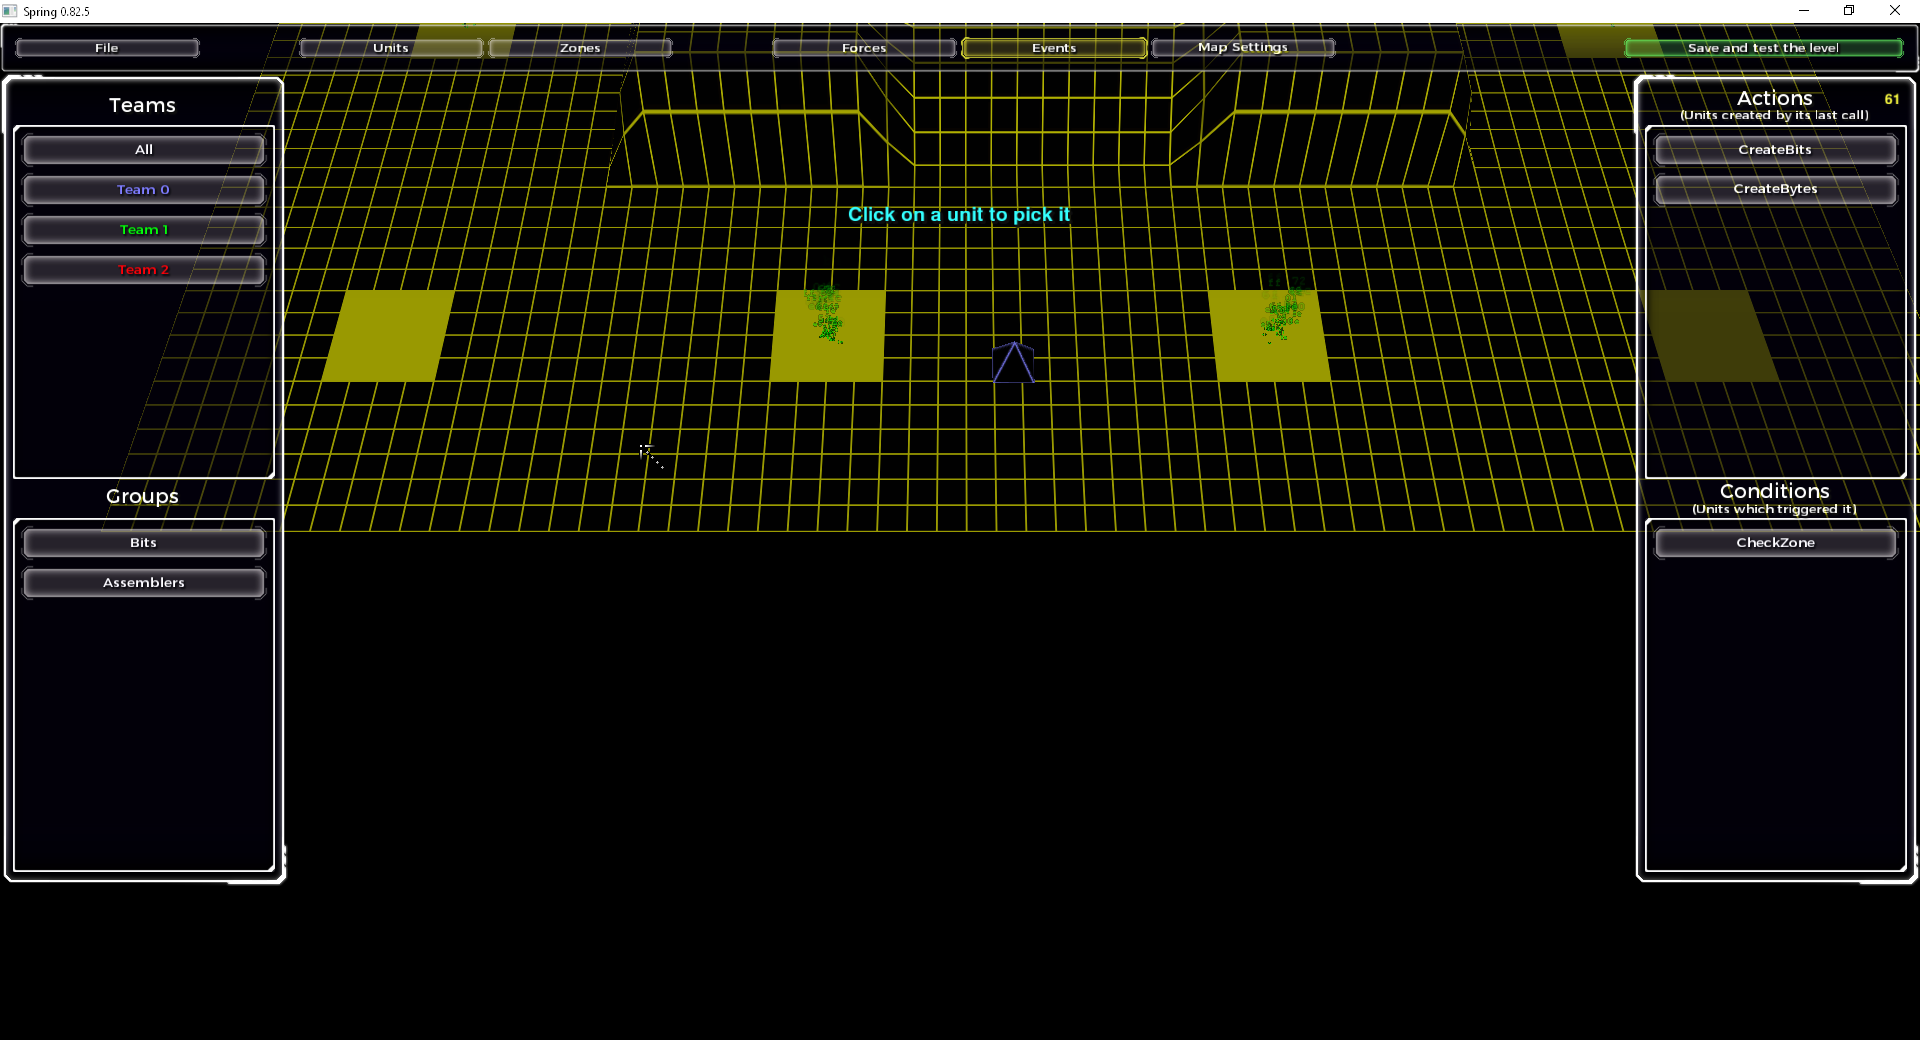 Spring 0.82.5
File
Units
Zones
Forces
Events
Map Settings
Save and test the level
Teams
All
Team 0
Team 1
Team 2
Groups
Bits
Assemblers
Click on a unit to pick it
Actions
61
(Units created by its last call)
CreateBits
CreateBytes
Conditions
(Units which triggered it)
CheckZone